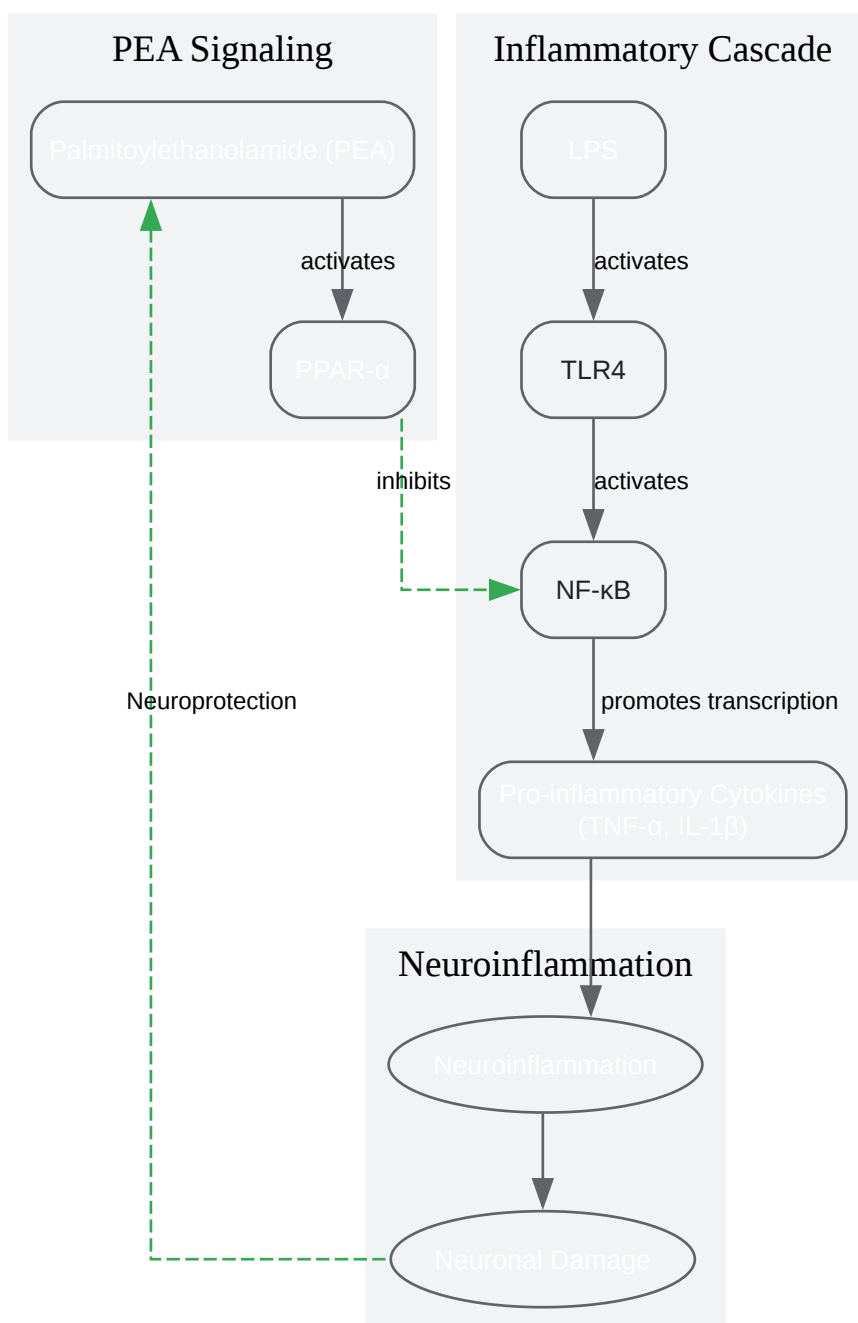 PEA Signaling
Inflammatory Cascade
Palmitoylethanolamide (PEA)
LPS
activates
activates
PPAR-α
TLR4
inhibits
activates
NF-κB
Neuroprotection
promotes transcription
Pro-inflammatory Cytokines
(TNF-α, IL-1β)
Neuroinflammation
Neuroinflammation
Neuronal Damage